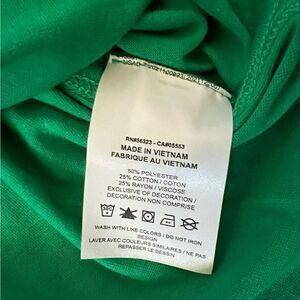 RN#56323 - CA#05553
MADE IN VIETNAM
FABRIQUE AU VIETNAM
50% POLYESTER
25% COTTON / COTON
25% RAYON / VISCOSE
EXCLUSIVE OF DECORATION /
DECORATION NON COMPRISE
WASH WITH LIKE COLORS / DO NOT IRON
DESIGN
LAVER AVEC COULEURS SIMILAIRES / NE PAS
REPASSER LE DESSIN